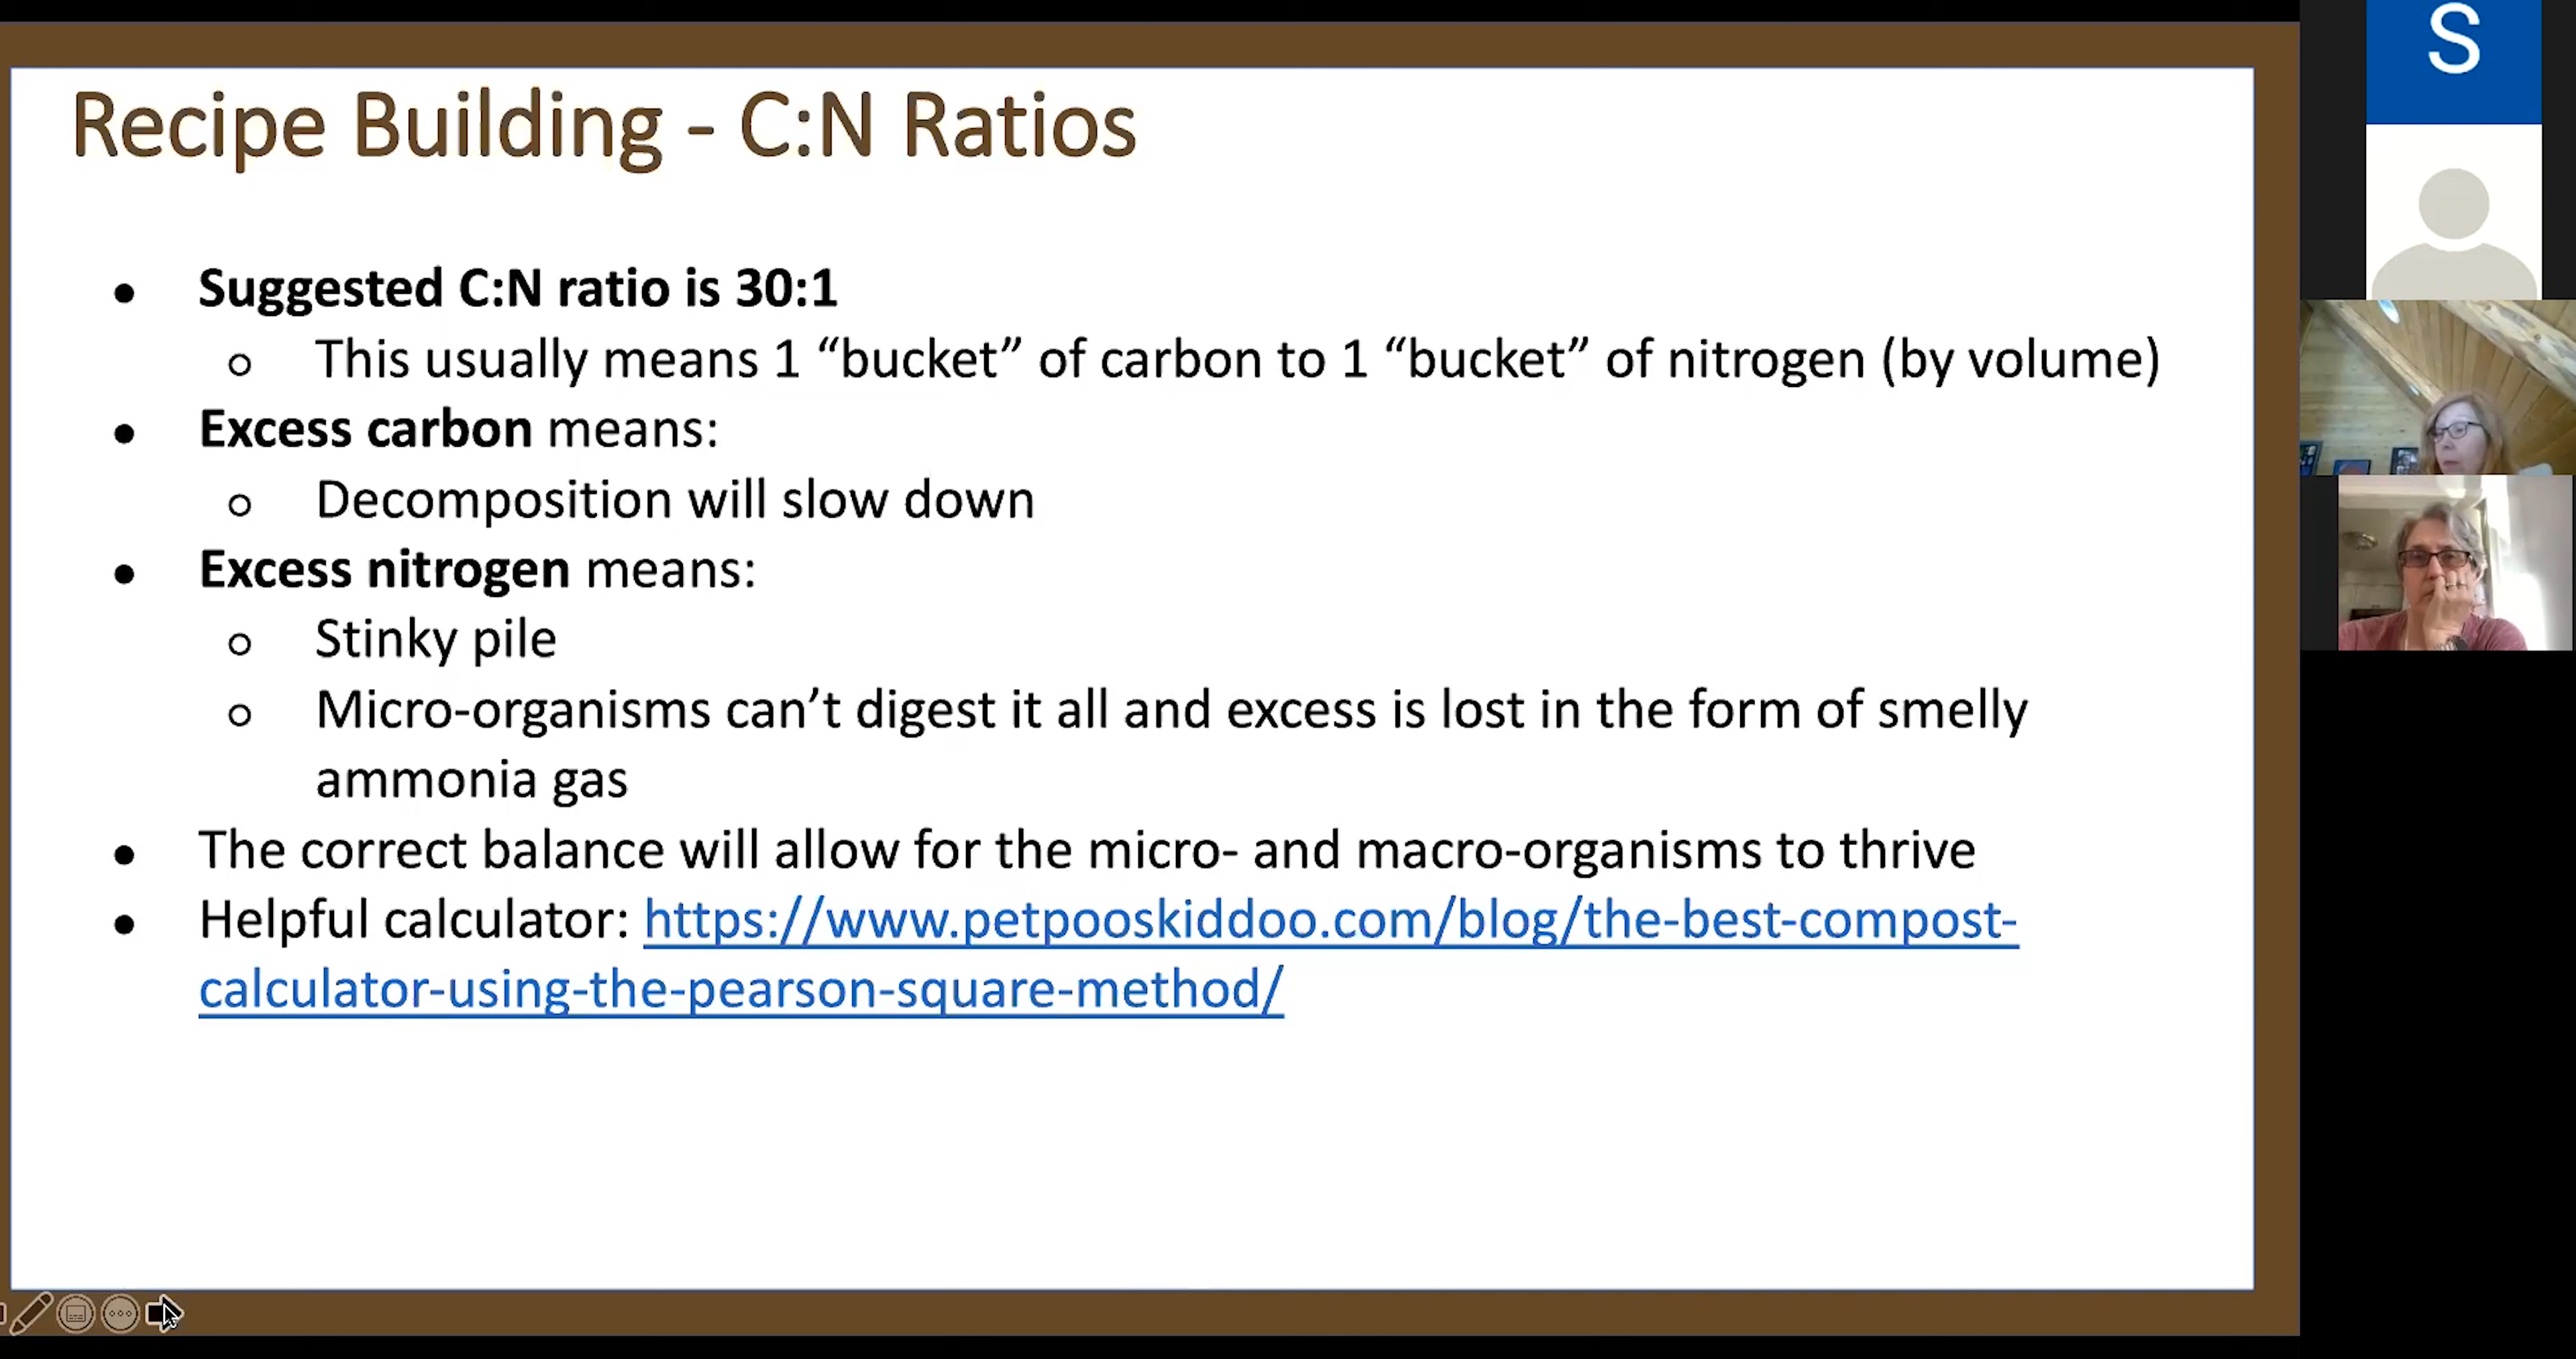 Recipe Building - C:N Ratios
● Suggested C:N ratio is 30:1
○ This usually means 1 “bucket” of carbon to 1 “bucket” of nitrogen (by volume)
● Excess carbon means:
○ Decomposition will slow down
● Excess nitrogen means:
○ Stinky pile
○ Micro-organisms can’t digest it all and excess is lost in the form of smelly
ammonia gas
● The correct balance will allow for the micro- and macro-organisms to thrive
● Helpful calculator: https://www.petpooskiddoo.com/blog/the-best-compost-
calculator-using-the-pearson-square-method/
S